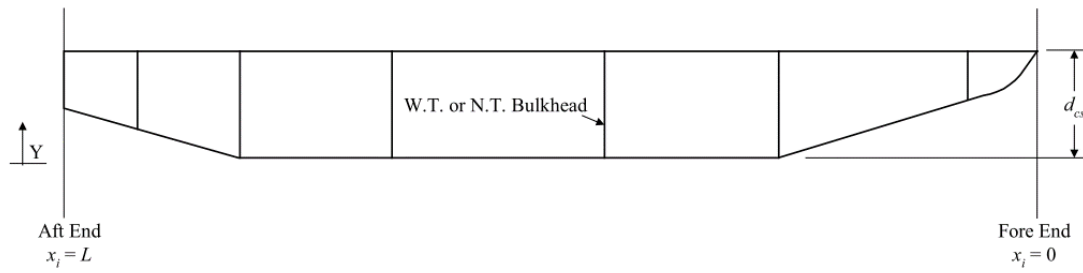 W.T. or N.T. Bulkhead
d_cs
Y
Aft End
x_i = L
Fore End
x_i = 0